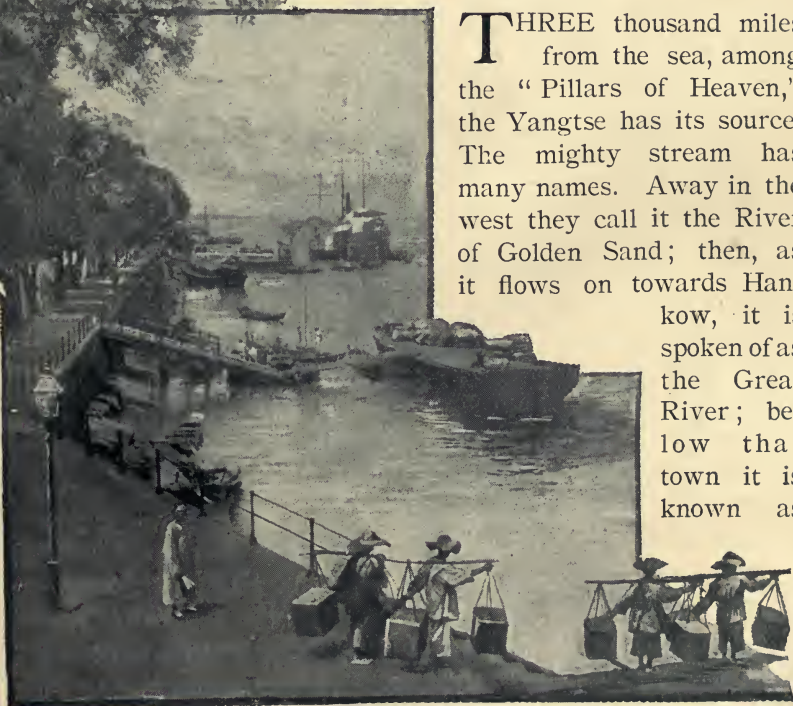 THREE thousand miles
from the sea, among
the “ Pillars of Heaven,”
the Yangtse has its source
The mighty stream has
many names. Away in the
west they call it the River
of Golden Sand ; then, as
it flows on towards Han
kow, it is
spoken of as
the Grea
River ; be
low tha
town it is
known as